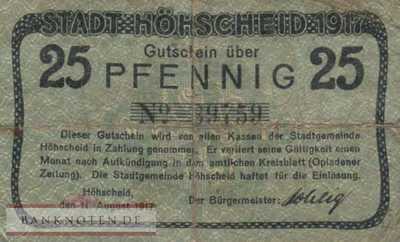 STADT HÖHSCHEID 1917
Gutschein über
25 PFENNIG 25
No 39759
Dieser Gutschein wird von allen Kassen der Stadtgemeinde
Höhscheid in Zahlung genommen. Er verliert seine Gültigkeit einen
Monat nach Aufkündigung in dem amtlichen Kreisblatt (Opladener
Zeitung). Die Stadtgemeinde Höhscheid haftet für die Einlösung.
Höhscheid,
den 11. August 1917.
Der Bürgermeister:
BANKNOTEN.DE